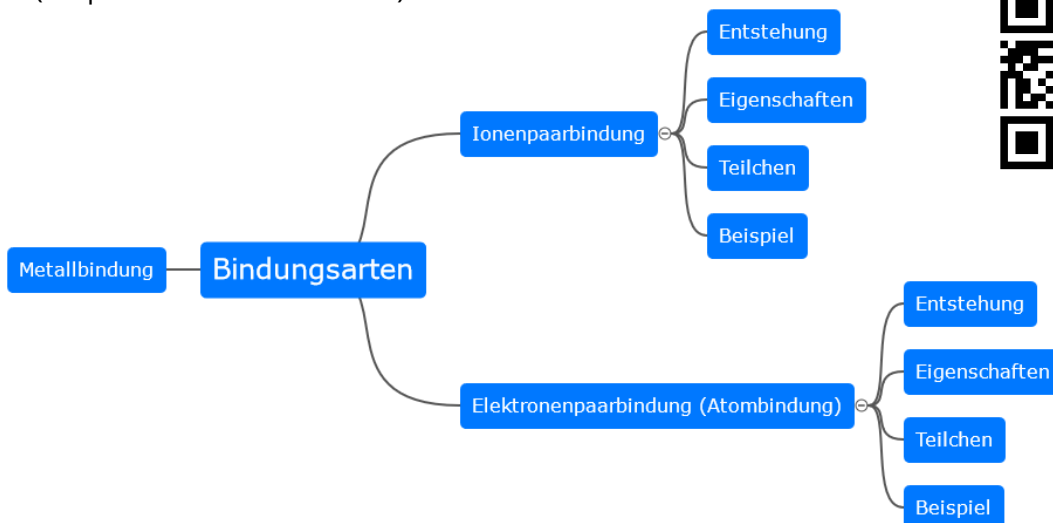 Entstehung
Eigenschaften
Ionenpaarbindung
Teilchen
Beispiel
Metallbindung
Bindungsarten
Entstehung
Eigenschaften
Elektronenpaarbindung (Atombindung)
Teilchen
Beispiel